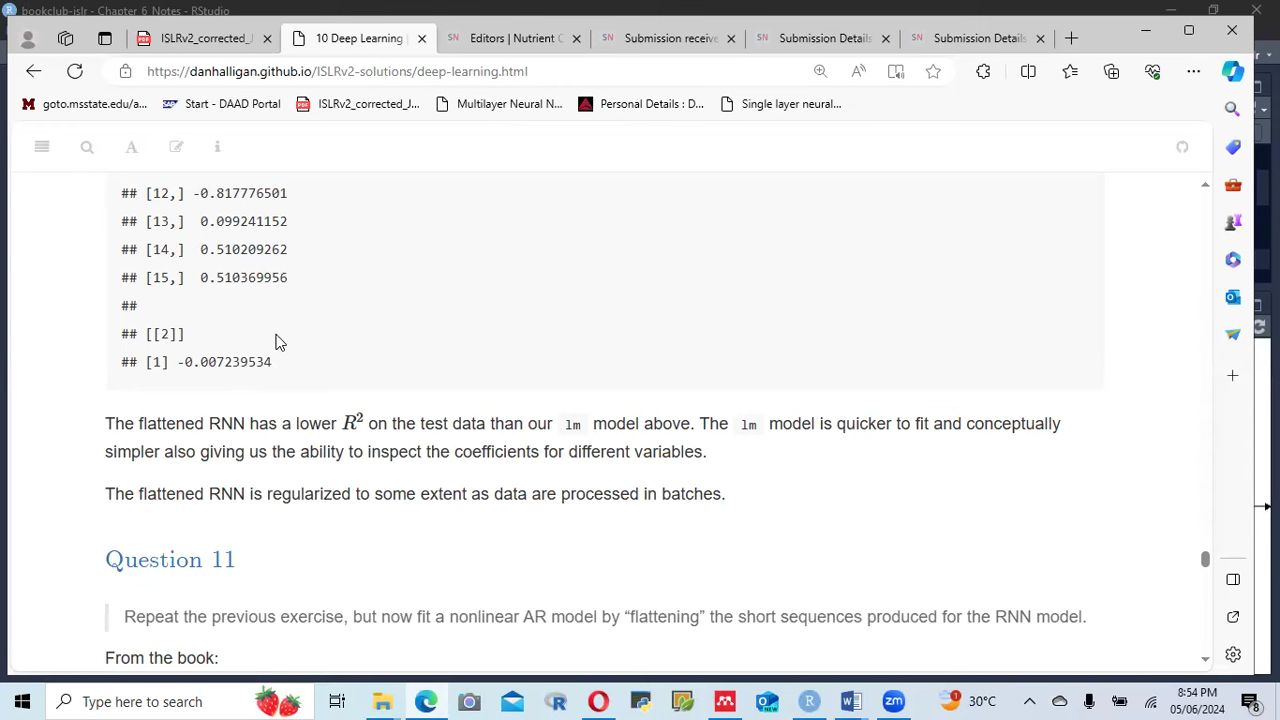 bookclub-islr - Chapter 6 Notes - RStudio
ISLRv2_corrected_J
10 Deep Learning
Editors | Nutrient C
Submission receive
Submission Details
Submission Details
https://danhalligan.github.io/ISLRv2-solutions/deep-learning.html
goto.msstate.edu/a...
Start - DAAD Portal
ISLRv2_corrected_J...
Multilayer Neural N...
Personal Details : D...
Single layer neural...
## [12,] -0.817776501
## [13,] 0.099241152
## [14,] 0.510209262
## [15,] 0.510369956
##
## [[2]]
## [1] -0.007239534
The flattened RNN has a lower R² on the test data than our lm model above. The lm model is quicker to fit and conceptually
simpler also giving us the ability to inspect the coefficients for different variables.
The flattened RNN is regularized to some extent as data are processed in batches.
Question 11
Repeat the previous exercise, but now fit a nonlinear AR model by “flattening” the short sequences produced for the RNN model.
From the book:
Type here to search
1
30°C
8:54 PM
05/06/2024
8